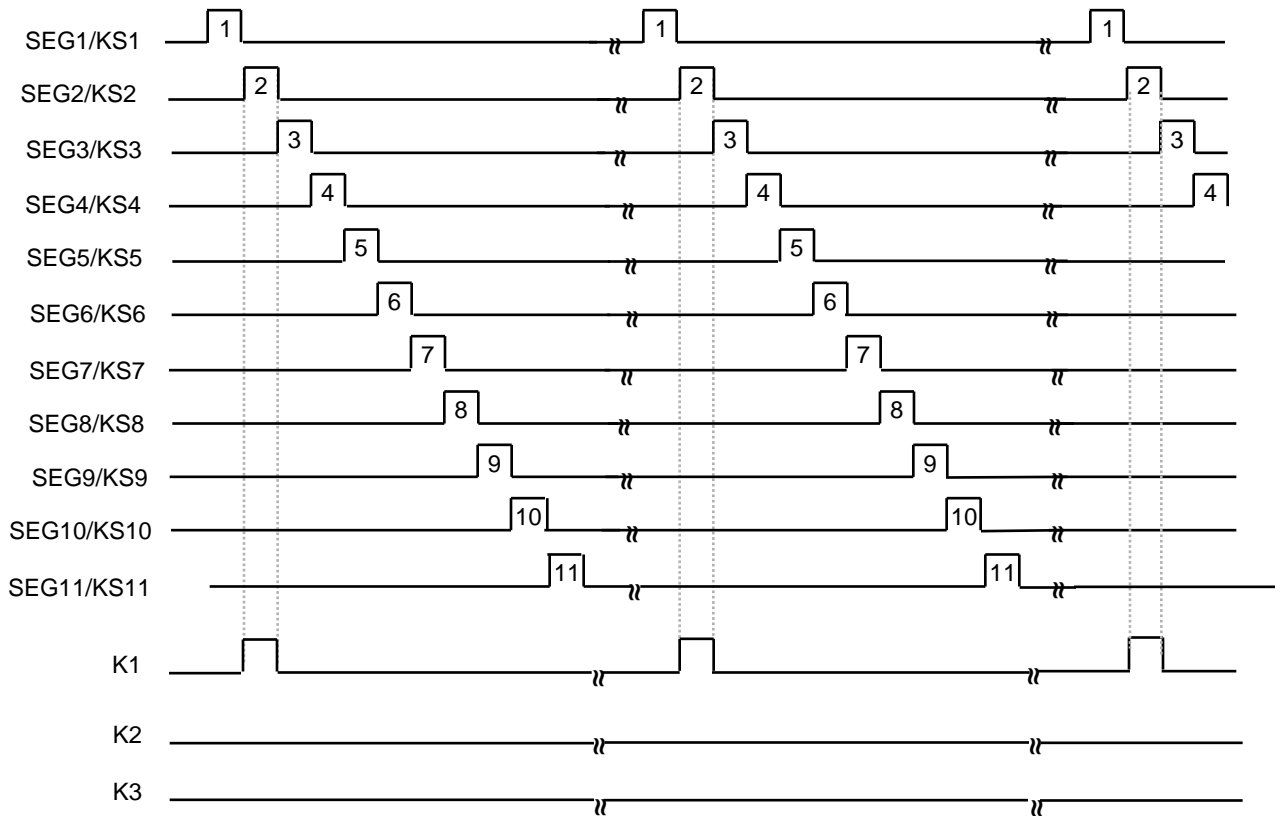 SEG1/KS1 1 1 1
SEG2/KS2 2 2 2
SEG3/KS3 3 3 3
SEG4/KS4 4 4 4
SEG5/KS5 5 5
SEG6/KS6 6 6
SEG7/KS7 7 7
SEG8/KS8 8 8
SEG9/KS9 9 9
SEG10/KS10 10 10
SEG11/KS11 11 11
K1
K2
K3